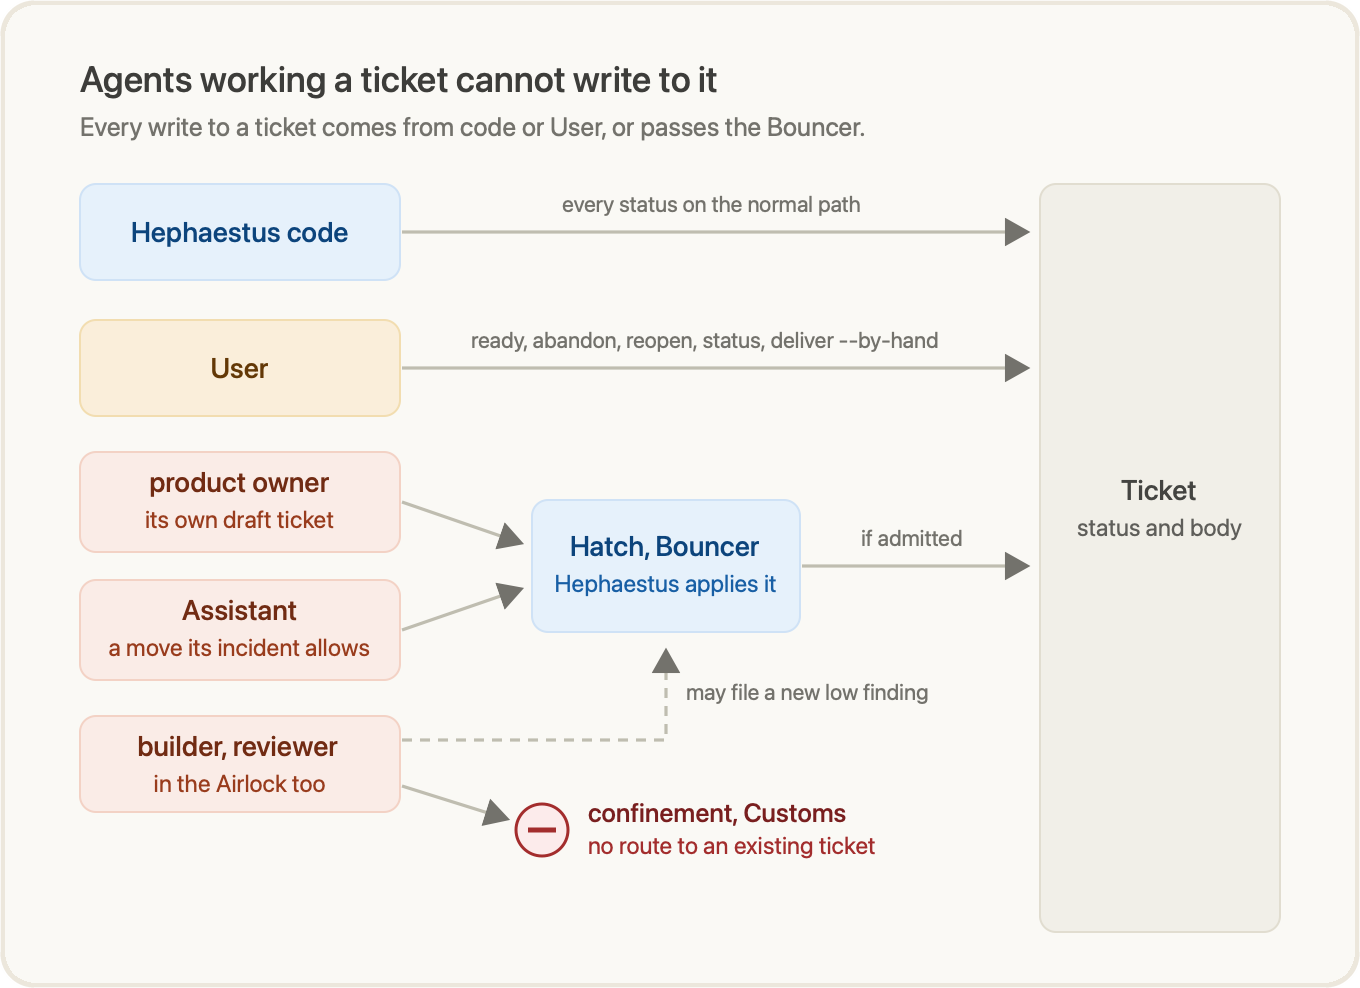 Agents working a ticket cannot write to it
Every write to a ticket comes from code or User, or passes the Bouncer.
Hephaestus code
every status on the normal path
User
ready, abandon, reopen, status, deliver --by-hand
product owner
its own draft ticket
Assistant
a move its incident allows
Hatch, Bouncer
Hephaestus applies it
if admitted
Ticket
status and body
may file a new low finding
builder, reviewer
in the Airlock too
confinement, Customs
no route to an existing ticket